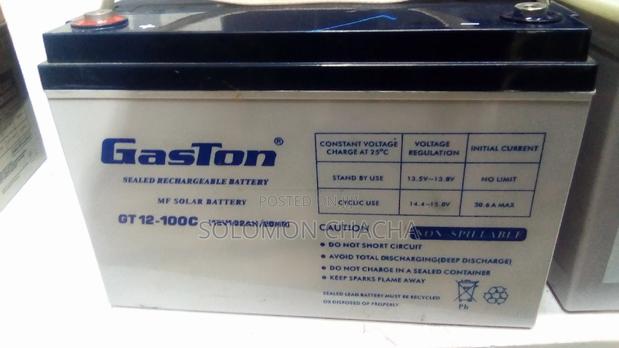 GasTon®
SEALED RECHARGEABLE BATTERY
MF SOLAR BATTERY
GT 12-100C
CONSTANT VOLTAGE CHARGE AT 25°C
VOLTAGE REGULATION
INITIAL CURRENT
STAND BY USE
13.5V~13.8V
NO LIMIT
CYCLIC USE
14.4~15.0V
30.6A MAX
POSTED ON
SOLOMON CHACHA
CAUTION
NON-SPILLABLE
• DO NOT SHORT CIRCUIT
• AVOID TOTAL DISCHARGING(DEEP DISCHARGE)
• DO NOT CHARGE IN A SEALED CONTAINER
• KEEP SPARKS FLAME AWAY
SEALED LEAD BATTERY MUST BE RECYCLED
OR DISPOSED OF PROPERLY
Pb